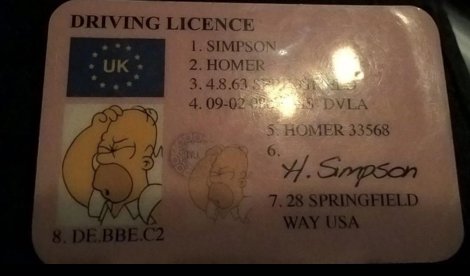 DRIVING LICENCE
UK
1. SIMPSON
2. HOMER
3. 4.8.63
4. 09-02 DVLA
5. HOMER 33568
6.
H. Simpson
7. 28 SPRINGFIELD
WAY USA
8. DE.BBE.C2